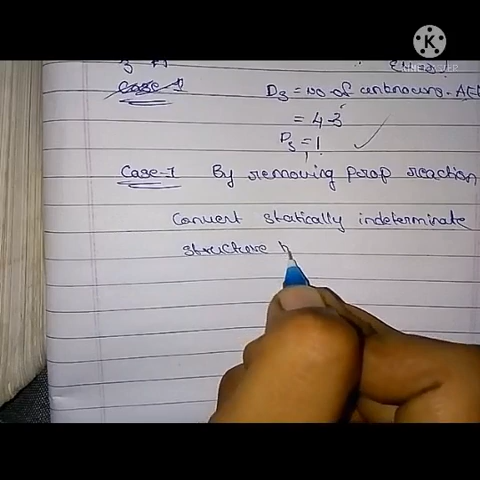 K
KINEMASTER
Case-I
Ds = no of unknowns - AE
= 4-3
Ds = 1
Case-I By removing prop reaction
Convert statically indeterminate
structure